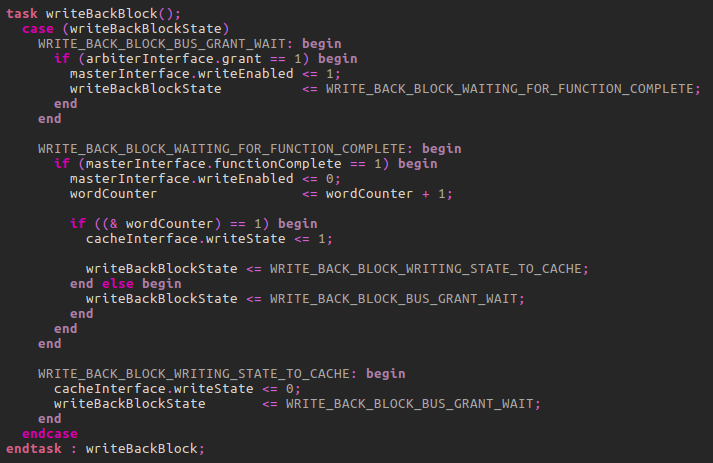 task writeBackBlock();
  case (writeBackBlockState)
    WRITE_BACK_BLOCK_BUS_GRANT_WAIT: begin
      if (arbiterInterface.grant == 1) begin
        masterInterface.writeEnabled <= 1;
        writeBackBlockState          <= WRITE_BACK_BLOCK_WAITING_FOR_FUNCTION_COMPLETE;
      end
    end

    WRITE_BACK_BLOCK_WAITING_FOR_FUNCTION_COMPLETE: begin
      if (masterInterface.functionComplete == 1) begin
        masterInterface.writeEnabled <= 0;
        wordCounter                  <= wordCounter + 1;

        if ((& wordCounter) == 1) begin
          cacheInterface.writeState <= 1;

          writeBackBlockState <= WRITE_BACK_BLOCK_WRITING_STATE_TO_CACHE;
        end else begin
          writeBackBlockState <= WRITE_BACK_BLOCK_BUS_GRANT_WAIT;
        end
      end
    end

    WRITE_BACK_BLOCK_WRITING_STATE_TO_CACHE: begin
      cacheInterface.writeState <= 0;
      writeBackBlockState       <= WRITE_BACK_BLOCK_BUS_GRANT_WAIT;
    end
  endcase
endtask : writeBackBlock;